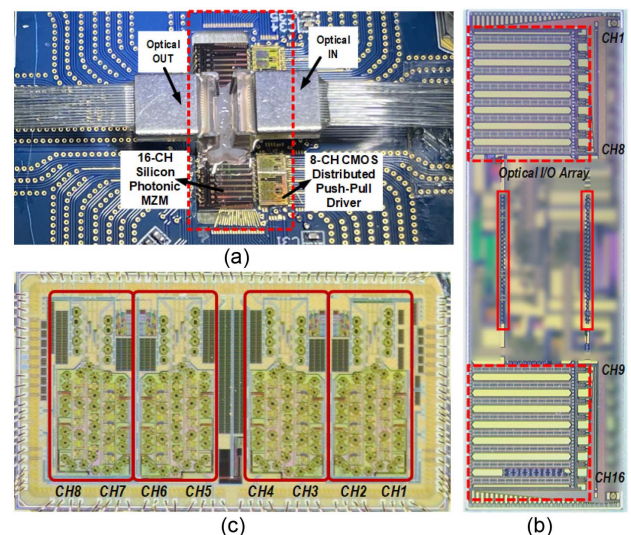 Optical
OUT
Optical
IN
16-CH
Silicon
Photonic
MZM
8-CH CMOS
Distributed
Push-Pull
Driver
(a)
CH1
CH8
Optical I/O Array
CH9
CH16
(b)
CH8 CH7 CH6 CH5 CH4 CH3 CH2 CH1
(c)